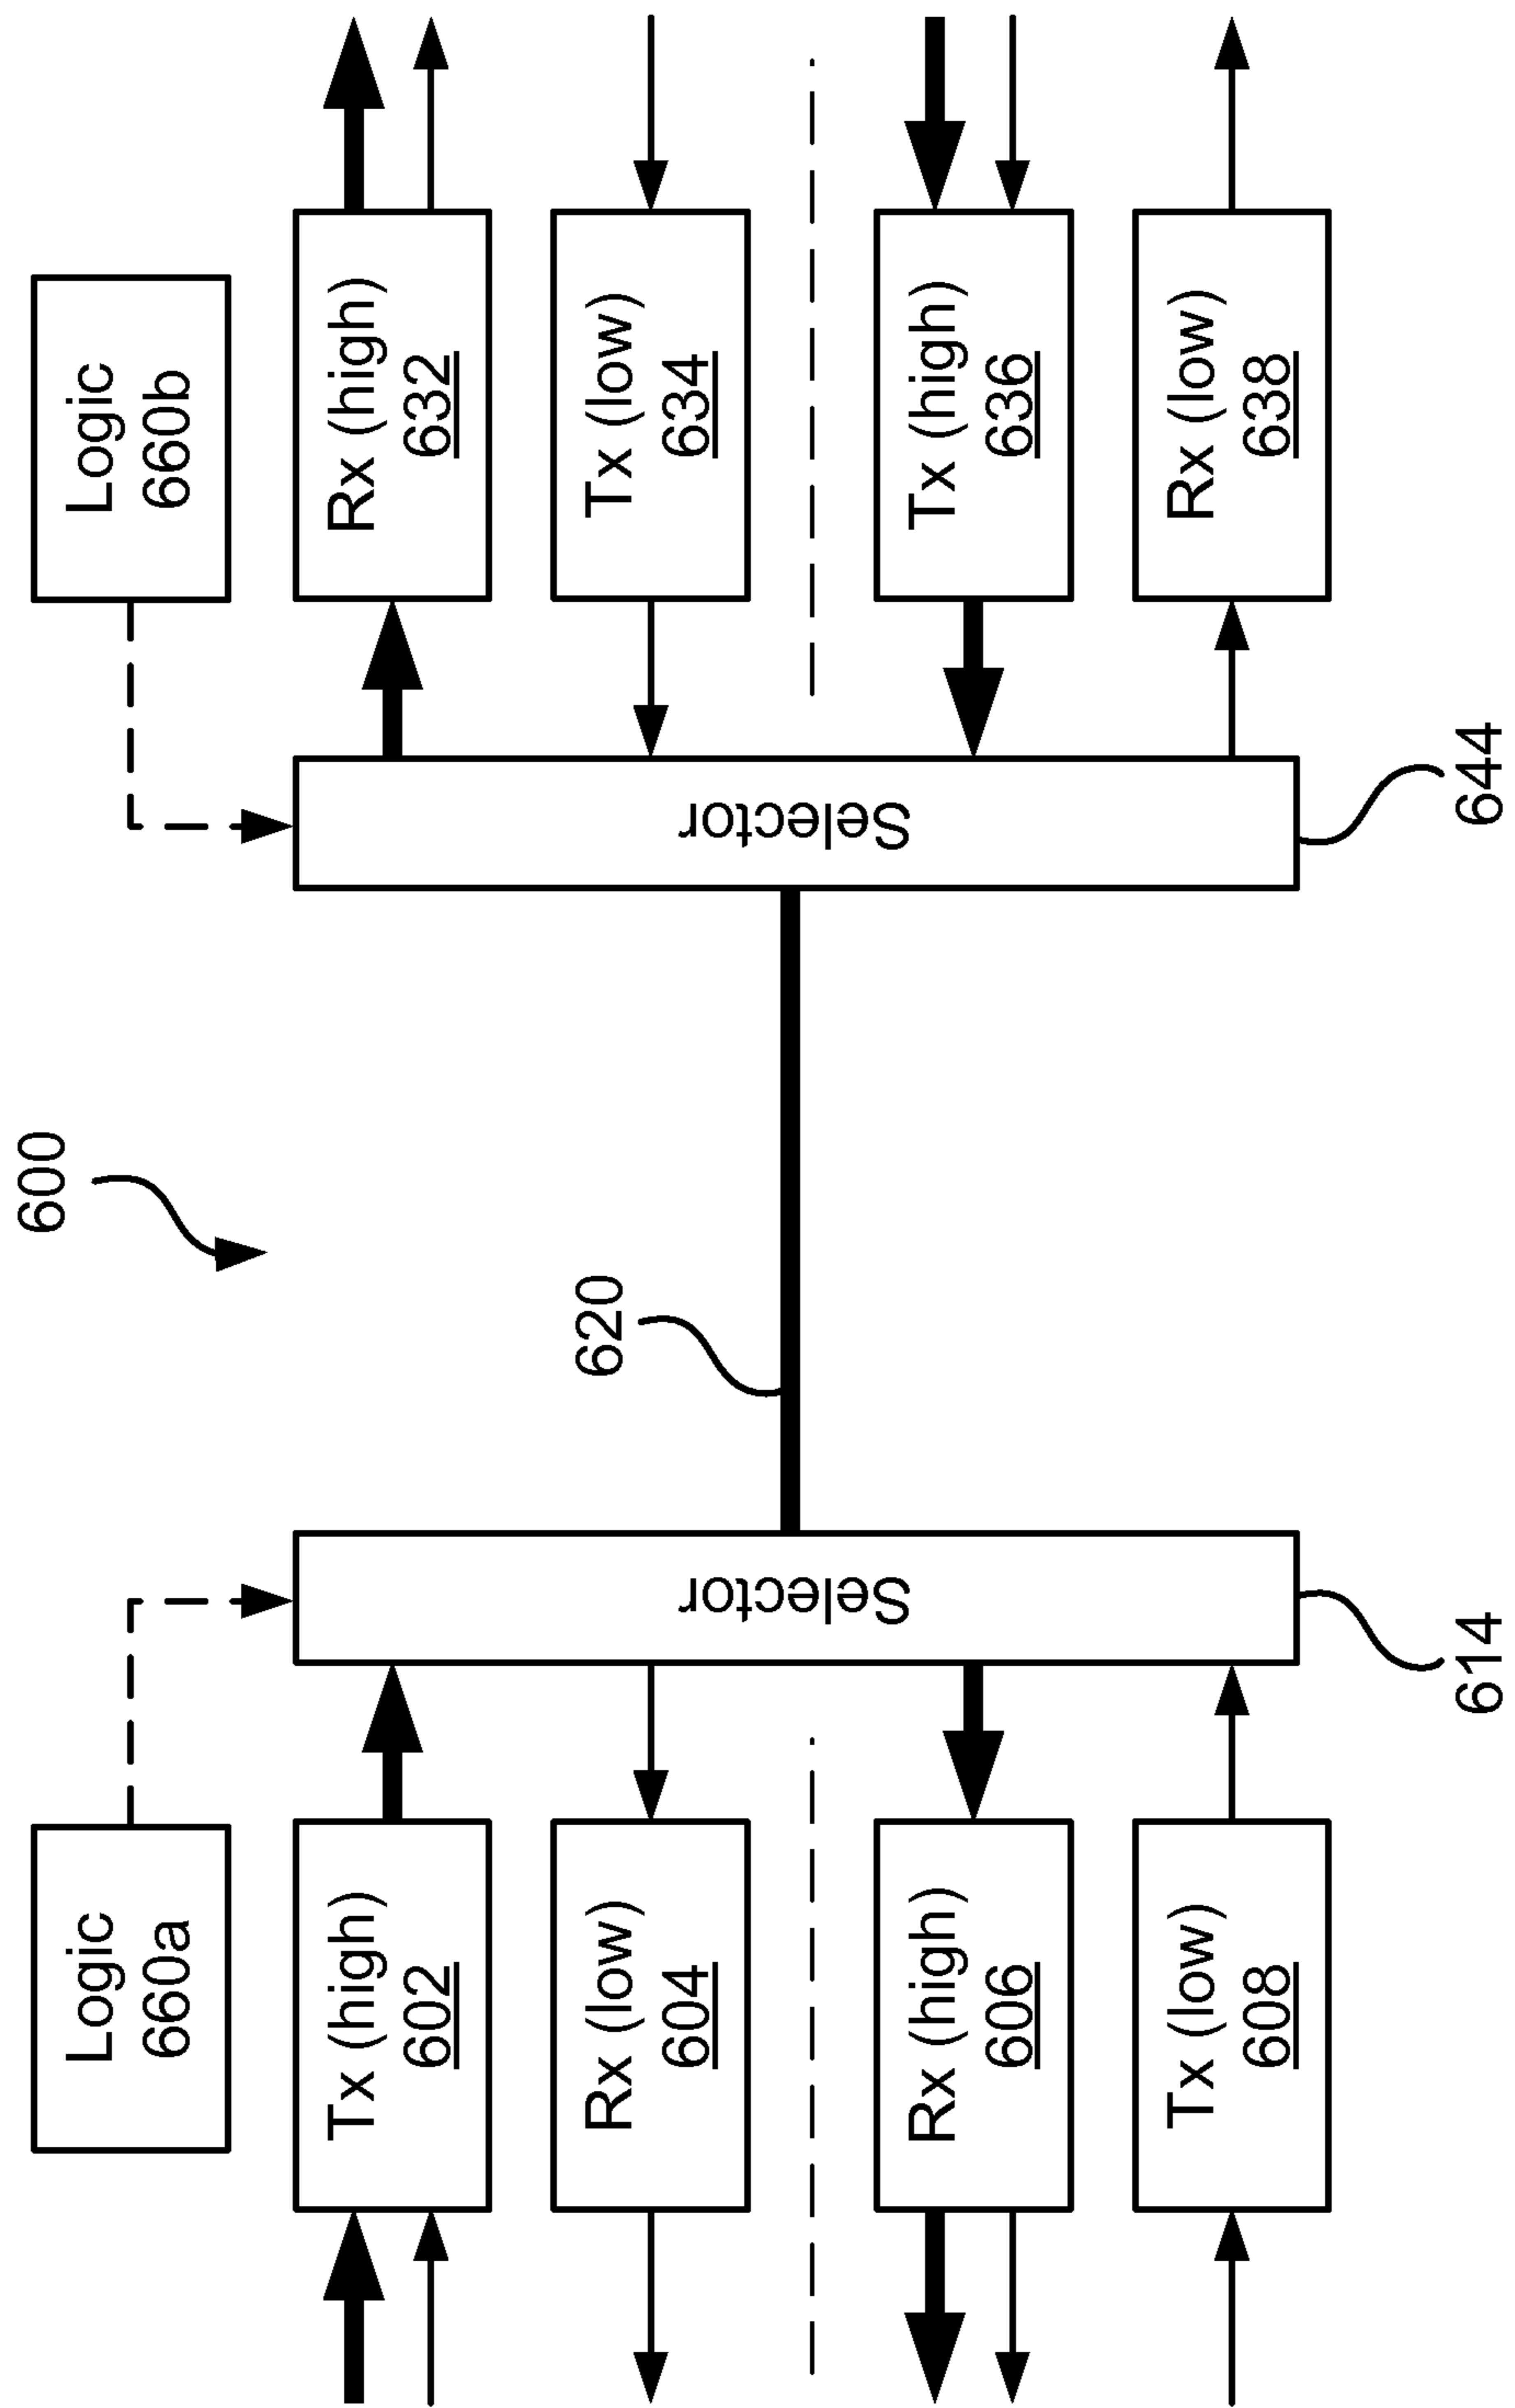 600
Logic
660a
Logic
660b
Tx (high)
602
Rx (high)
632
Rx (low)
604
620
Tx (low)
634
Selector
Selector
Rx (high)
606
Tx (high)
636
Tx (low)
608
Rx (low)
638
614
644